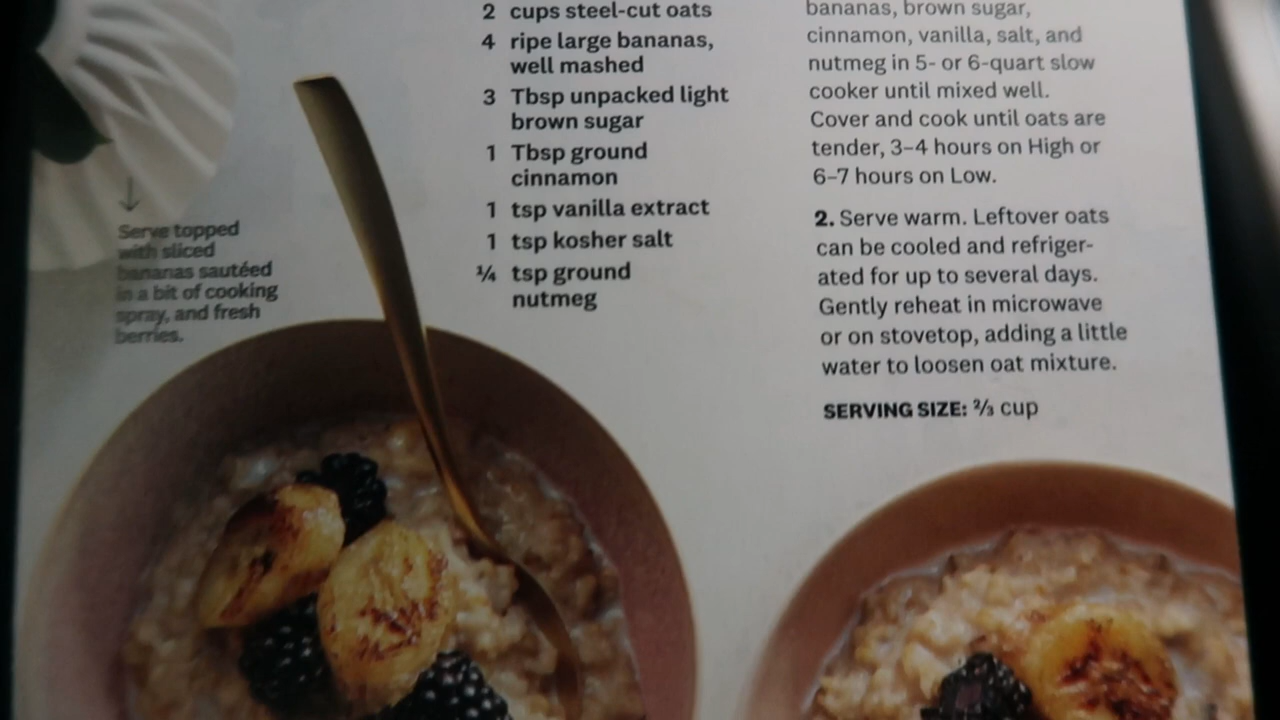 2 cups steel-cut oats
4 ripe large bananas,
well mashed
3 Tbsp unpacked light
brown sugar
1 Tbsp ground
cinnamon
1 tsp vanilla extract
1 tsp kosher salt
¼ tsp ground
nutmeg
bananas, brown sugar,
cinnamon, vanilla, salt, and
nutmeg in 5- or 6-quart slow
cooker until mixed well.
Cover and cook until oats are
tender, 3–4 hours on High or
6–7 hours on Low.
2. Serve warm. Leftover oats
can be cooled and refriger-
ated for up to several days.
Gently reheat in microwave
or on stovetop, adding a little
water to loosen oat mixture.
SERVING SIZE: ⅔ cup
Serve topped
with sliced
bananas sautéed
in a bit of cooking
spray, and fresh
berries.